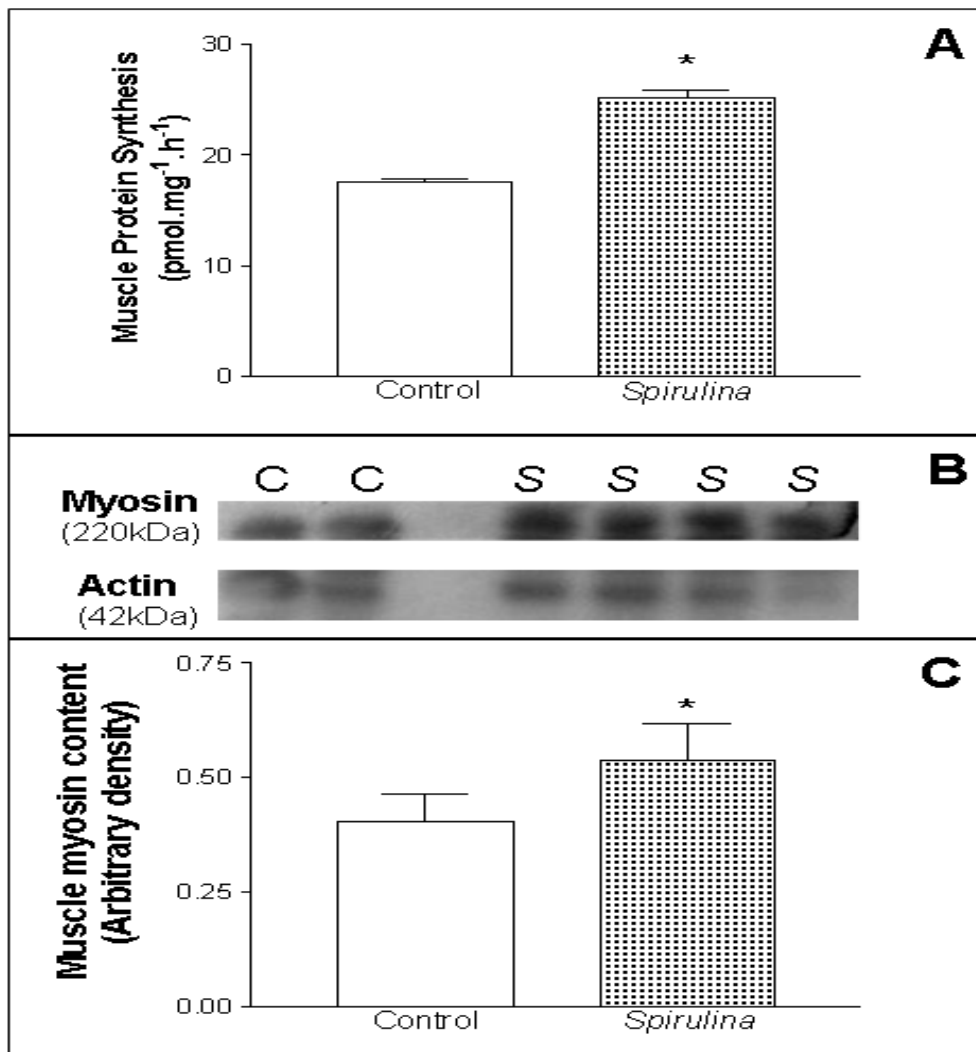 A
Muscle Protein Synthesis
(pmol.mg⁻¹.h⁻¹)
30
20
10
0
*
Control
Spirulina
B
C C S S S S
Myosin
(220kDa)
Actin
(42kDa)
C
Muscle myosin content
(Arbitrary density)
0.75
0.50
0.25
0.00
*
Control
Spirulina